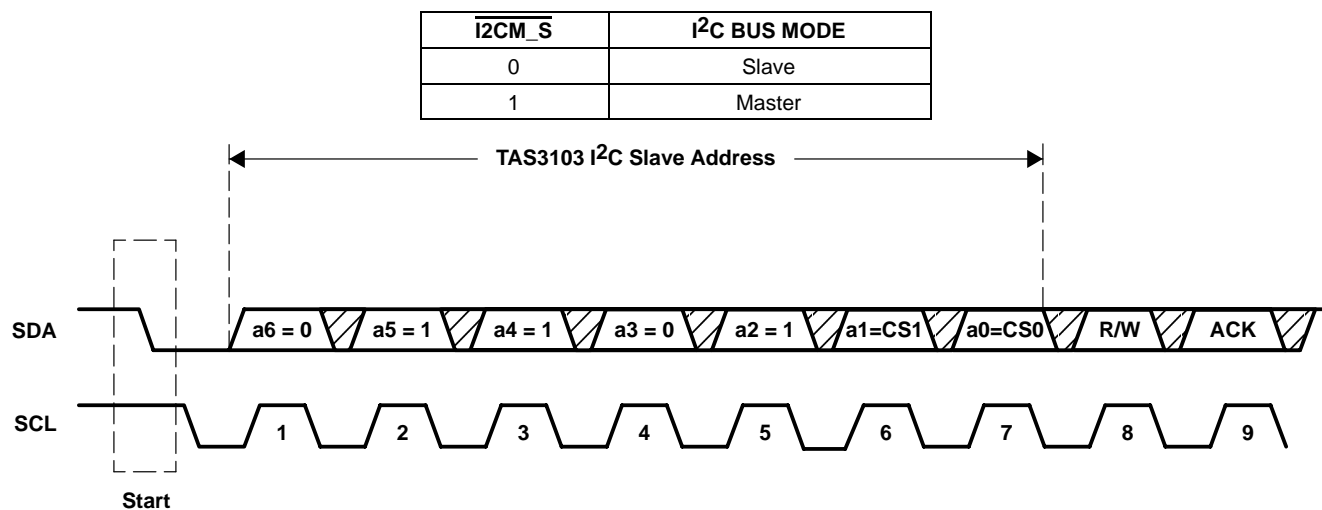 I2CM_S I2C BUS MODE
0 Slave
1 Master
TAS3103 I2C Slave Address
SDA a6 = 0 a5 = 1 a4 = 1 a3 = 0 a2 = 1 a1=CS1 a0=CS0 R/W ACK
SCL 1 2 3 4 5 6 7 8 9
Start